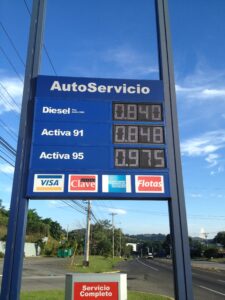 AutoServicio
Diesel 0.840
Activa 91 0.848
Activa 95 0.975
VISA Clave Flotas
Servicio
Completo